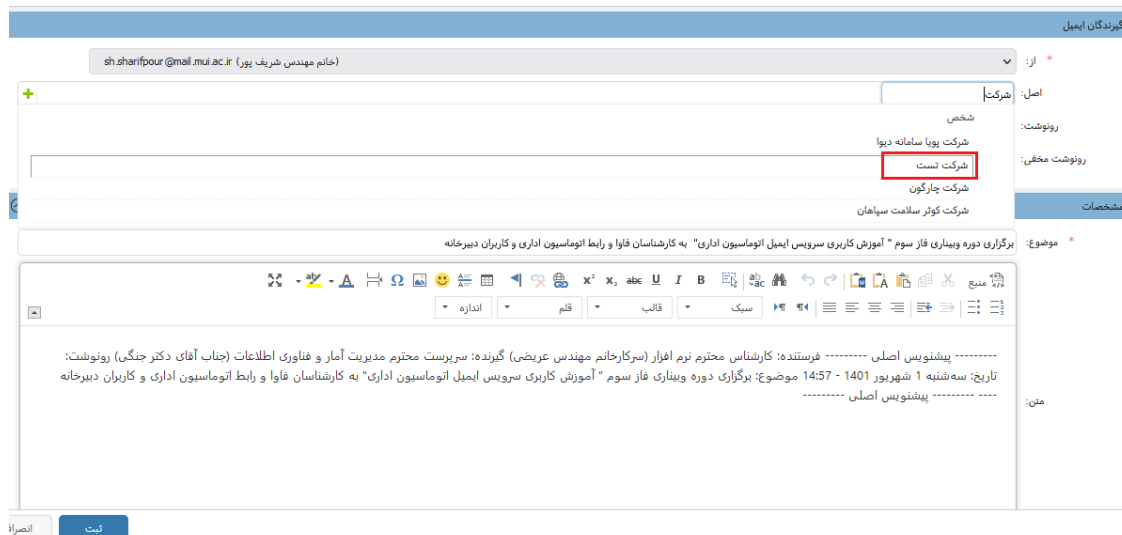 گیرندگان ایمیل
* از: (خانم مهندس شریف پور) sh.sharifpour@mail.mui.ac.ir
اصل: شرکت
شخص
رونوشت:
شرکت پویا سامانه دیوا
رونوشت مخفی:
شرکت تست
شرکت چارگون
مشخصات
شرکت کوثر سلامت سپاهان
* موضوع: برگزاری دوره وبیناری فاز سوم " آموزش کاربری سرویس ایمیل اتوماسیون اداری" به کارشناسان فاوا و رابط اتوماسیون اداری و کاربران دبیرخانه
منبع
B I U abc x₂ x² Ω A ab
سبک قالب قلم اندازه
متن:
--------- پیشنویس اصلی --------- فرستنده: کارشناس محترم نرم افزار (سرکارخانم مهندس عریضی) گیرنده: سرپرست محترم مدیریت آمار و فناوری اطلاعات (جناب آقای دکتر جنگی) رونوشت:
تاریخ: سه‌شنبه 1 شهریور 1401 - 14:57 موضوع: برگزاری دوره وبیناری فاز سوم " آموزش کاربری سرویس ایمیل اتوماسیون اداری" به کارشناسان فاوا و رابط اتوماسیون اداری و کاربران دبیرخانه
---- --------- پیشنویس اصلی ---------
ثبت